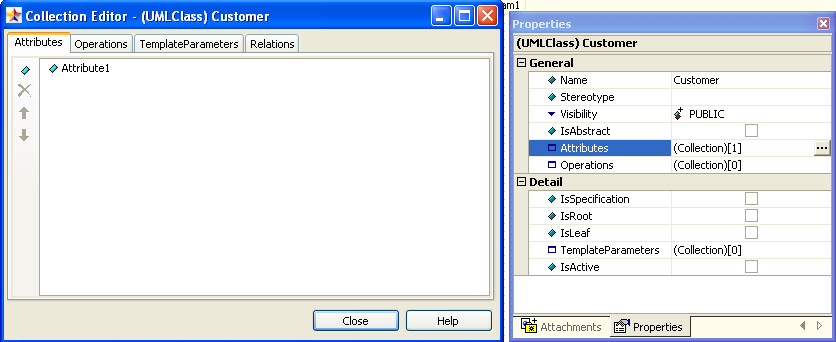 Collection Editor - (UMLClass) Customer
Attributes Operations TemplateParameters Relations
Attribute1
Close Help
Properties
(UMLClass) Customer
General
Name Customer
Stereotype
Visibility PUBLIC
IsAbstract
Attributes (Collection)[1] ...
Operations (Collection)[0]
Detail
IsSpecification
IsRoot
IsLeaf
TemplateParameters (Collection)[0]
IsActive
Attachments Properties